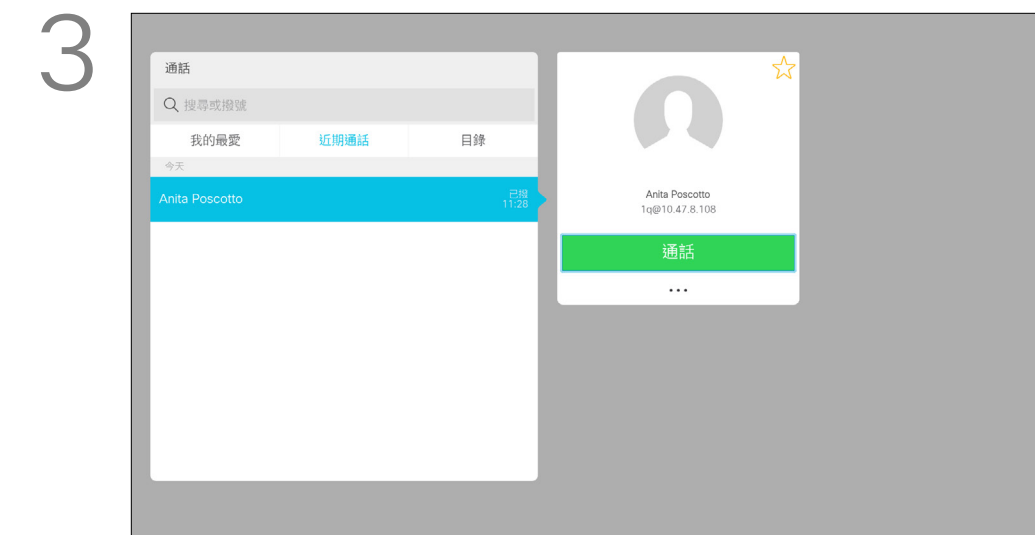 3
通話
搜尋或撥號
我的最愛 近期通話 目錄
今天
Anita Poscotto 已撥
11:28
Anita Poscotto
1q@10.47.8.108
通話
...